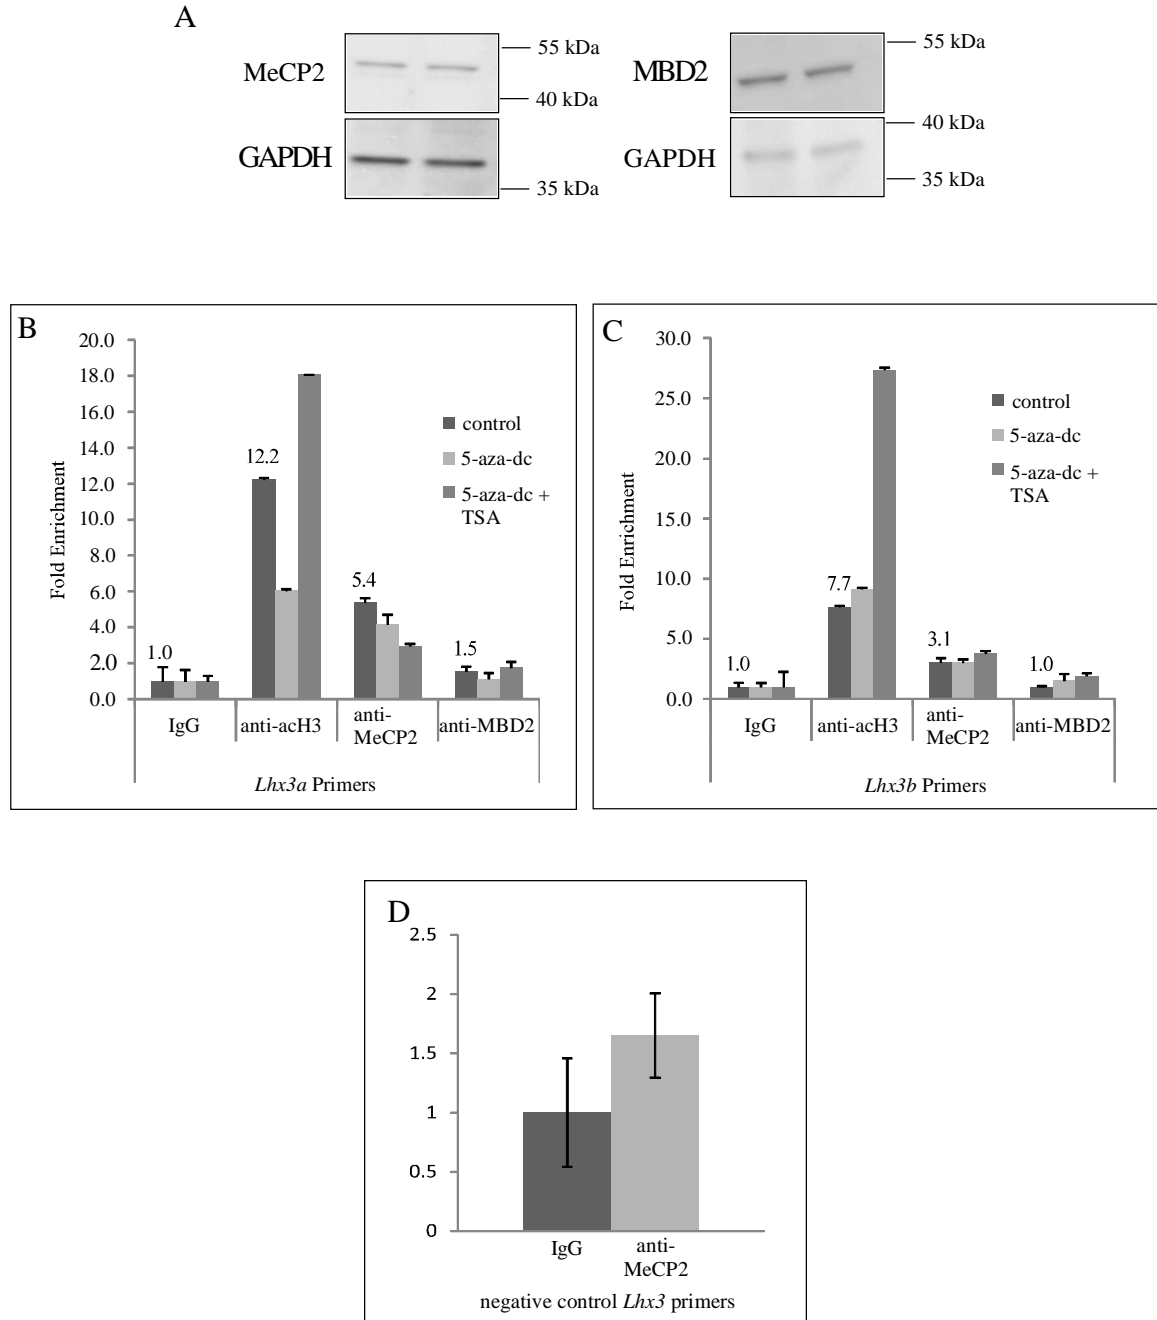 A
MeCP2
55 kDa
40 kDa
GAPDH
35 kDa
MBD2
55 kDa
GAPDH
40 kDa
35 kDa
B
20.0
18.0
16.0
14.0
12.0
10.0
8.0
6.0
4.0
2.0
0.0
Fold Enrichment
1.0
12.2
5.4
1.5
control
5-aza-dc
5-aza-dc +
TSA
IgG
anti-acH3
anti-
MeCP2
anti-MBD2
Lhx3a Primers
C
30.0
25.0
20.0
15.0
10.0
5.0
0.0
Fold Enrichment
1.0
7.7
3.1
1.0
control
5-aza-dc
5-aza-dc +
TSA
IgG
anti-acH3
anti-
MeCP2
anti-MBD2
Lhx3b Primers
D
2.5
2
1.5
1
0.5
0
IgG
anti-
MeCP2
negative control Lhx3 primers